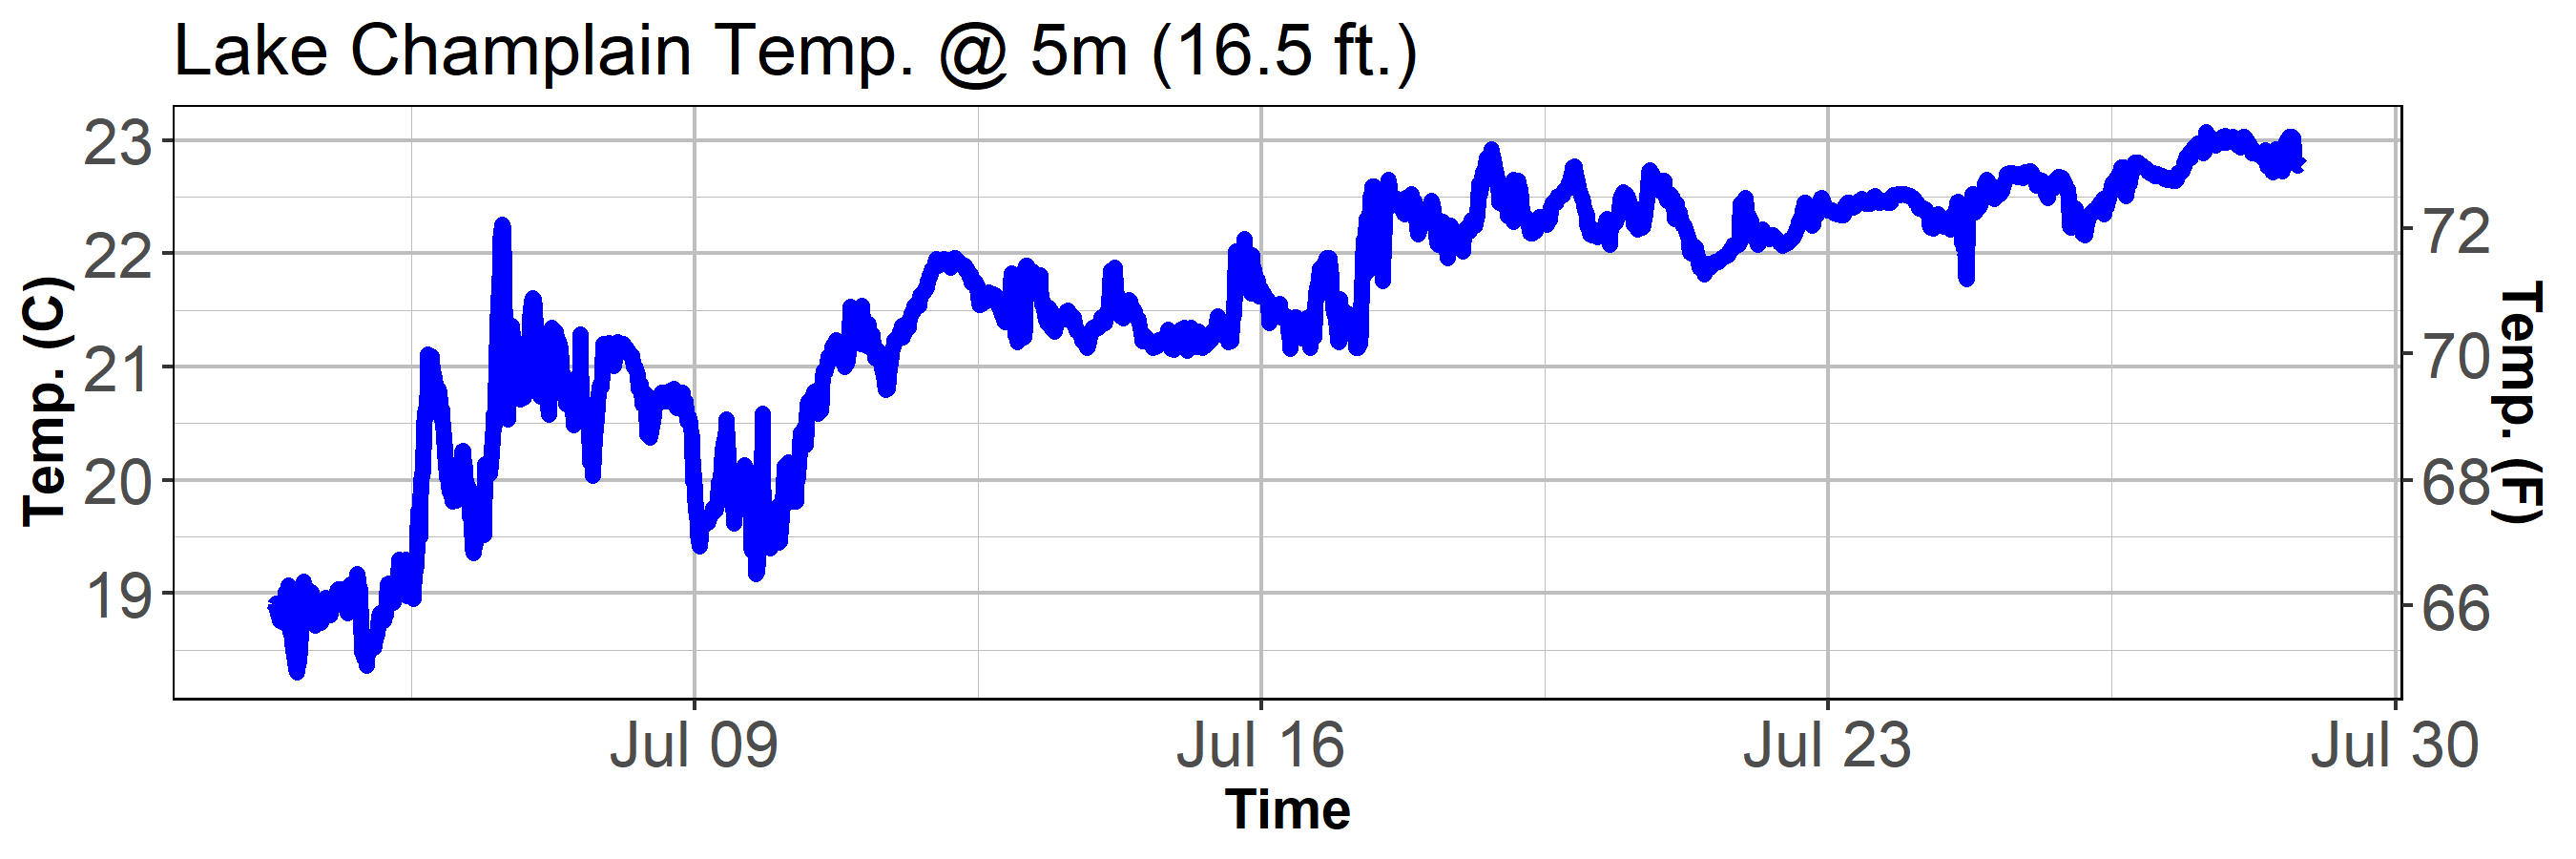 Lake Champlain Temp. @ 5m (16.5 ft.)
23
22
21
20
19
Temp. (C)
72
70
68
66
Temp. (F)
Jul 09 Jul 16 Jul 23 Jul 30
Time